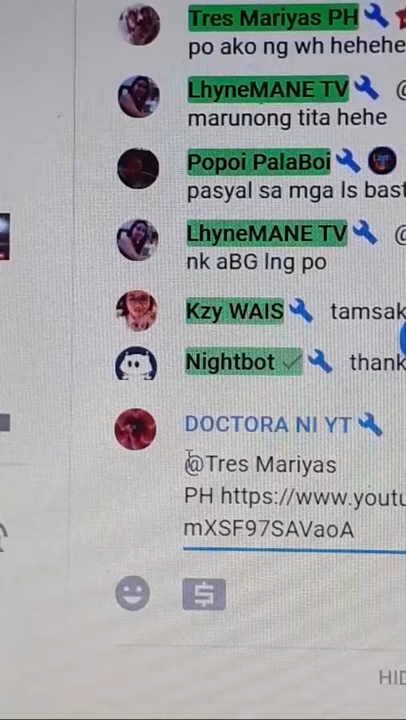 Tres Mariyas PH
po ako ng wh hehehe
LhyneMANE TV @
marunong tita hehe
Popoi PalaBoi
pasyal sa mga ls bast
LhyneMANE TV @
nk aBG lng po
Kzy WAIS tamsak
Nightbot thank
DOCTORA NI YT
@Tres Mariyas
PH https://www.youtu
mXSF97SAVaoA
HID